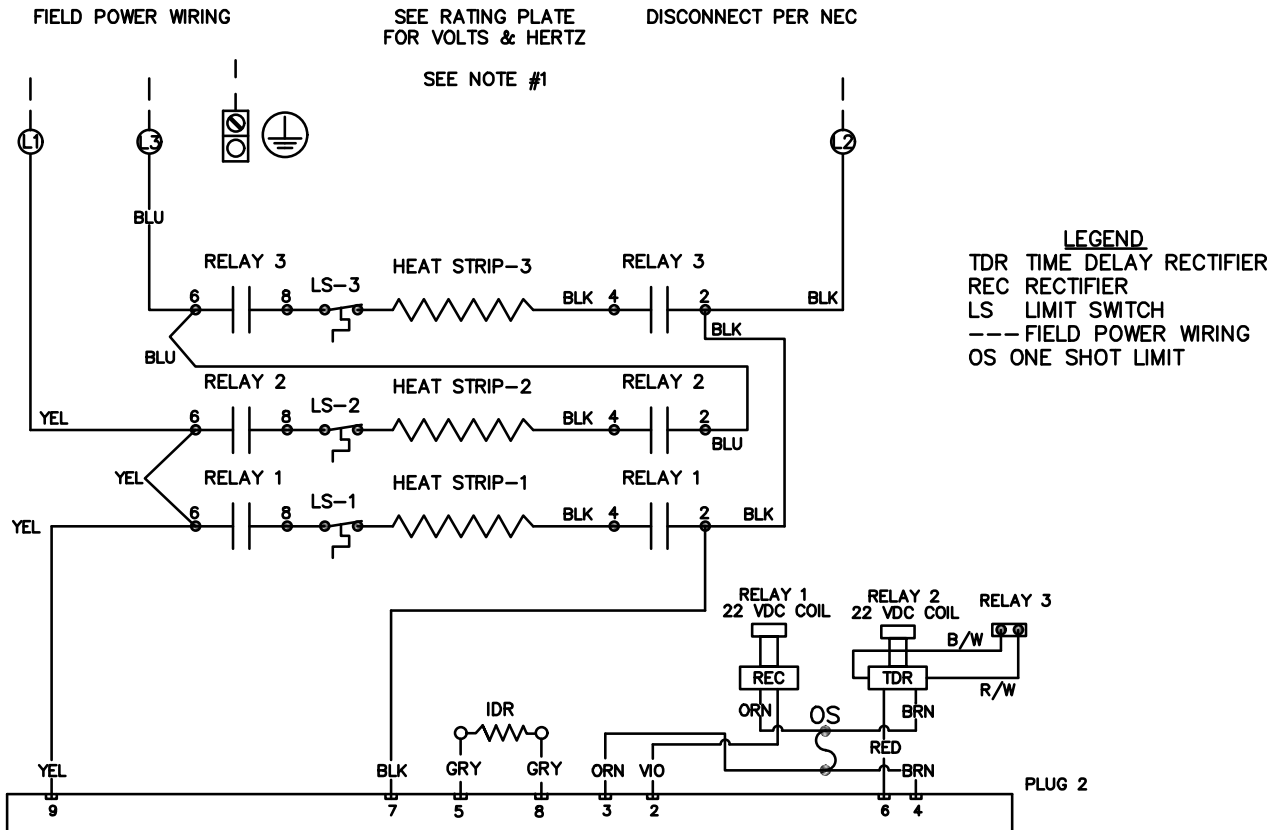 FIELD POWER WIRING
SEE RATING PLATE
FOR VOLTS & HERTZ
SEE NOTE #1
DISCONNECT PER NEC
L1
L3
L2
BLU
RELAY 3
LS-3
HEAT STRIP-3
RELAY 3
6
8
BLK
4
2
BLK
BLK
BLU
LEGEND
TDR TIME DELAY RECTIFIER
REC RECTIFIER
LS LIMIT SWITCH
--- FIELD POWER WIRING
OS ONE SHOT LIMIT
RELAY 2
LS-2
HEAT STRIP-2
RELAY 2
YEL
6
8
BLK
4
2
BLU
YEL
RELAY 1
LS-1
HEAT STRIP-1
RELAY 1
YEL
6
8
BLK
4
2
BLK
RELAY 1
22 VDC COIL
RELAY 2
22 VDC COIL
RELAY 3
B/W
REC
TDR
R/W
IDR
ORN
OS
BRN
RED
YEL
BLK
GRY
GRY
ORN
VIO
BRN
PLUG 2
9
7
5
8
3
2
6
4